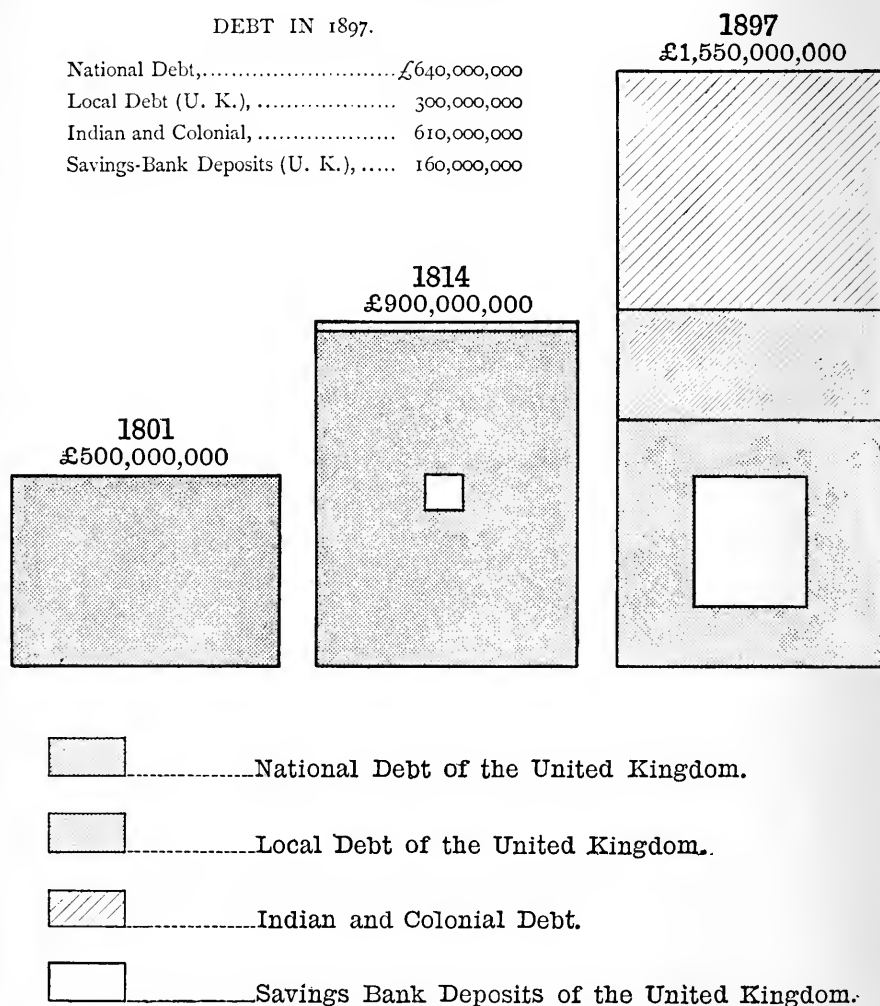 DEBT IN 1897.
National Debt,............................£640,000,000
Local Debt (U. K.), .................... 300,000,000
Indian and Colonial, .................... 610,000,000
Savings-Bank Deposits (U. K.), ..... 160,000,000
1897
£1,550,000,000
1814
£900,000,000
1801
£500,000,000
National Debt of the United Kingdom.
Local Debt of the United Kingdom.
Indian and Colonial Debt.
Savings Bank Deposits of the United Kingdom.